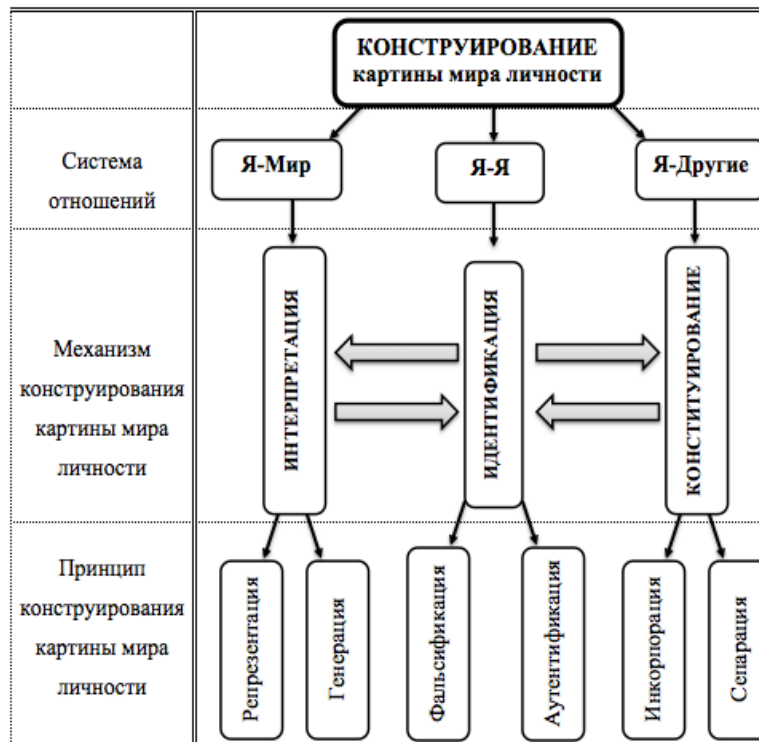 КОНСТРУИРОВАНИЕ
картины мира личности
Система
отношений
Я-Мир
Я-Я
Я-Другие
Механизм
конструирования
картины мира
личности
ИНТЕРПРЕТАЦИЯ
ИДЕНТИФИКАЦИЯ
КОНСТИТУИРОВАНИЕ
Принцип
конструирования
картины мира
личности
Репрезентация
Генерация
Фальсификация
Аутентификация
Инкорпорация
Сепарация